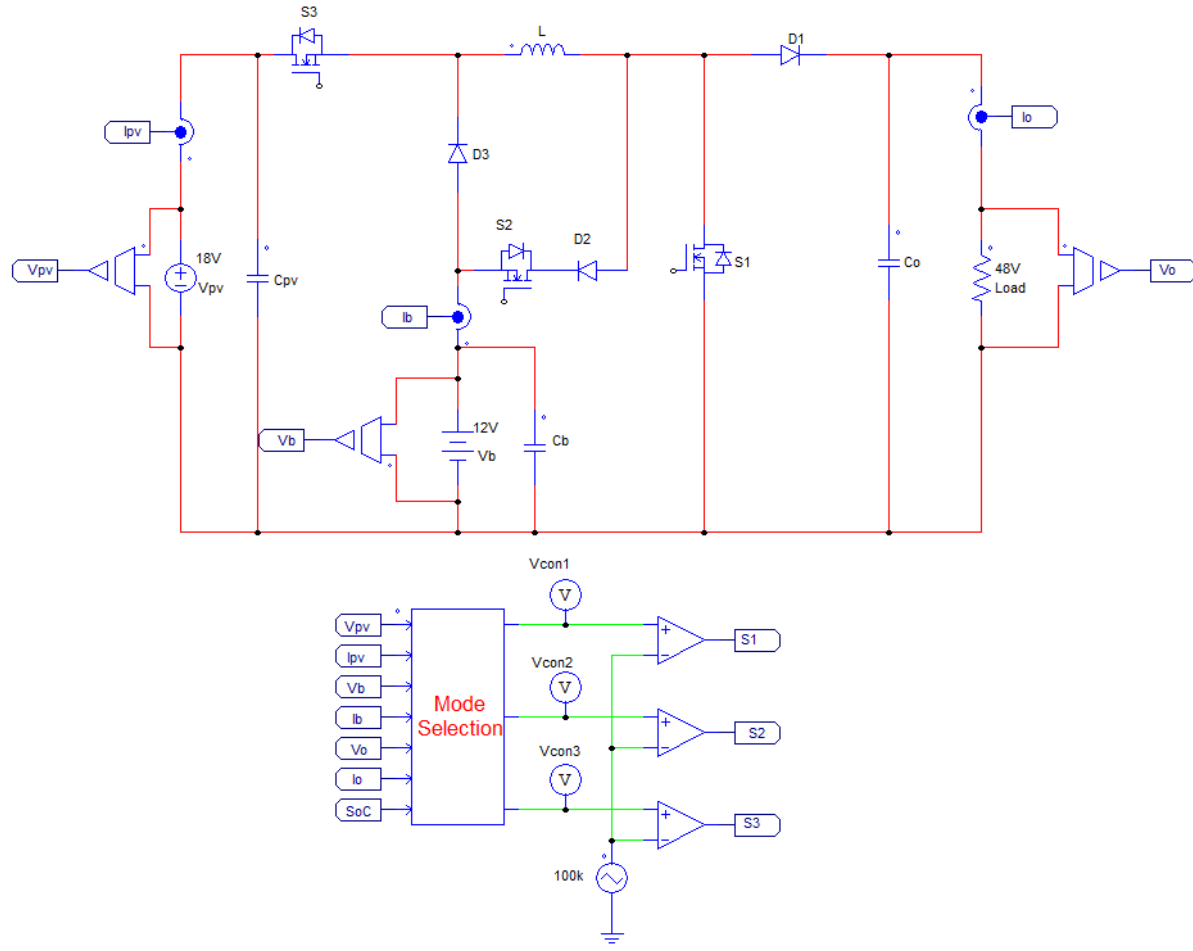 S3
L
D1
Ipv
Io
D3
S2
D2
S1
18V
Vpv
Vpv
Cpv
Co
48V
Load
Vo
Ib
12V
Vb
Vb
Cb
Vcon1
V
Vpv
Ipv
Vb
Ib
Vo
Io
SoC
Mode
Selection
S1
Vcon2
V
S2
Vcon3
V
S3
100k